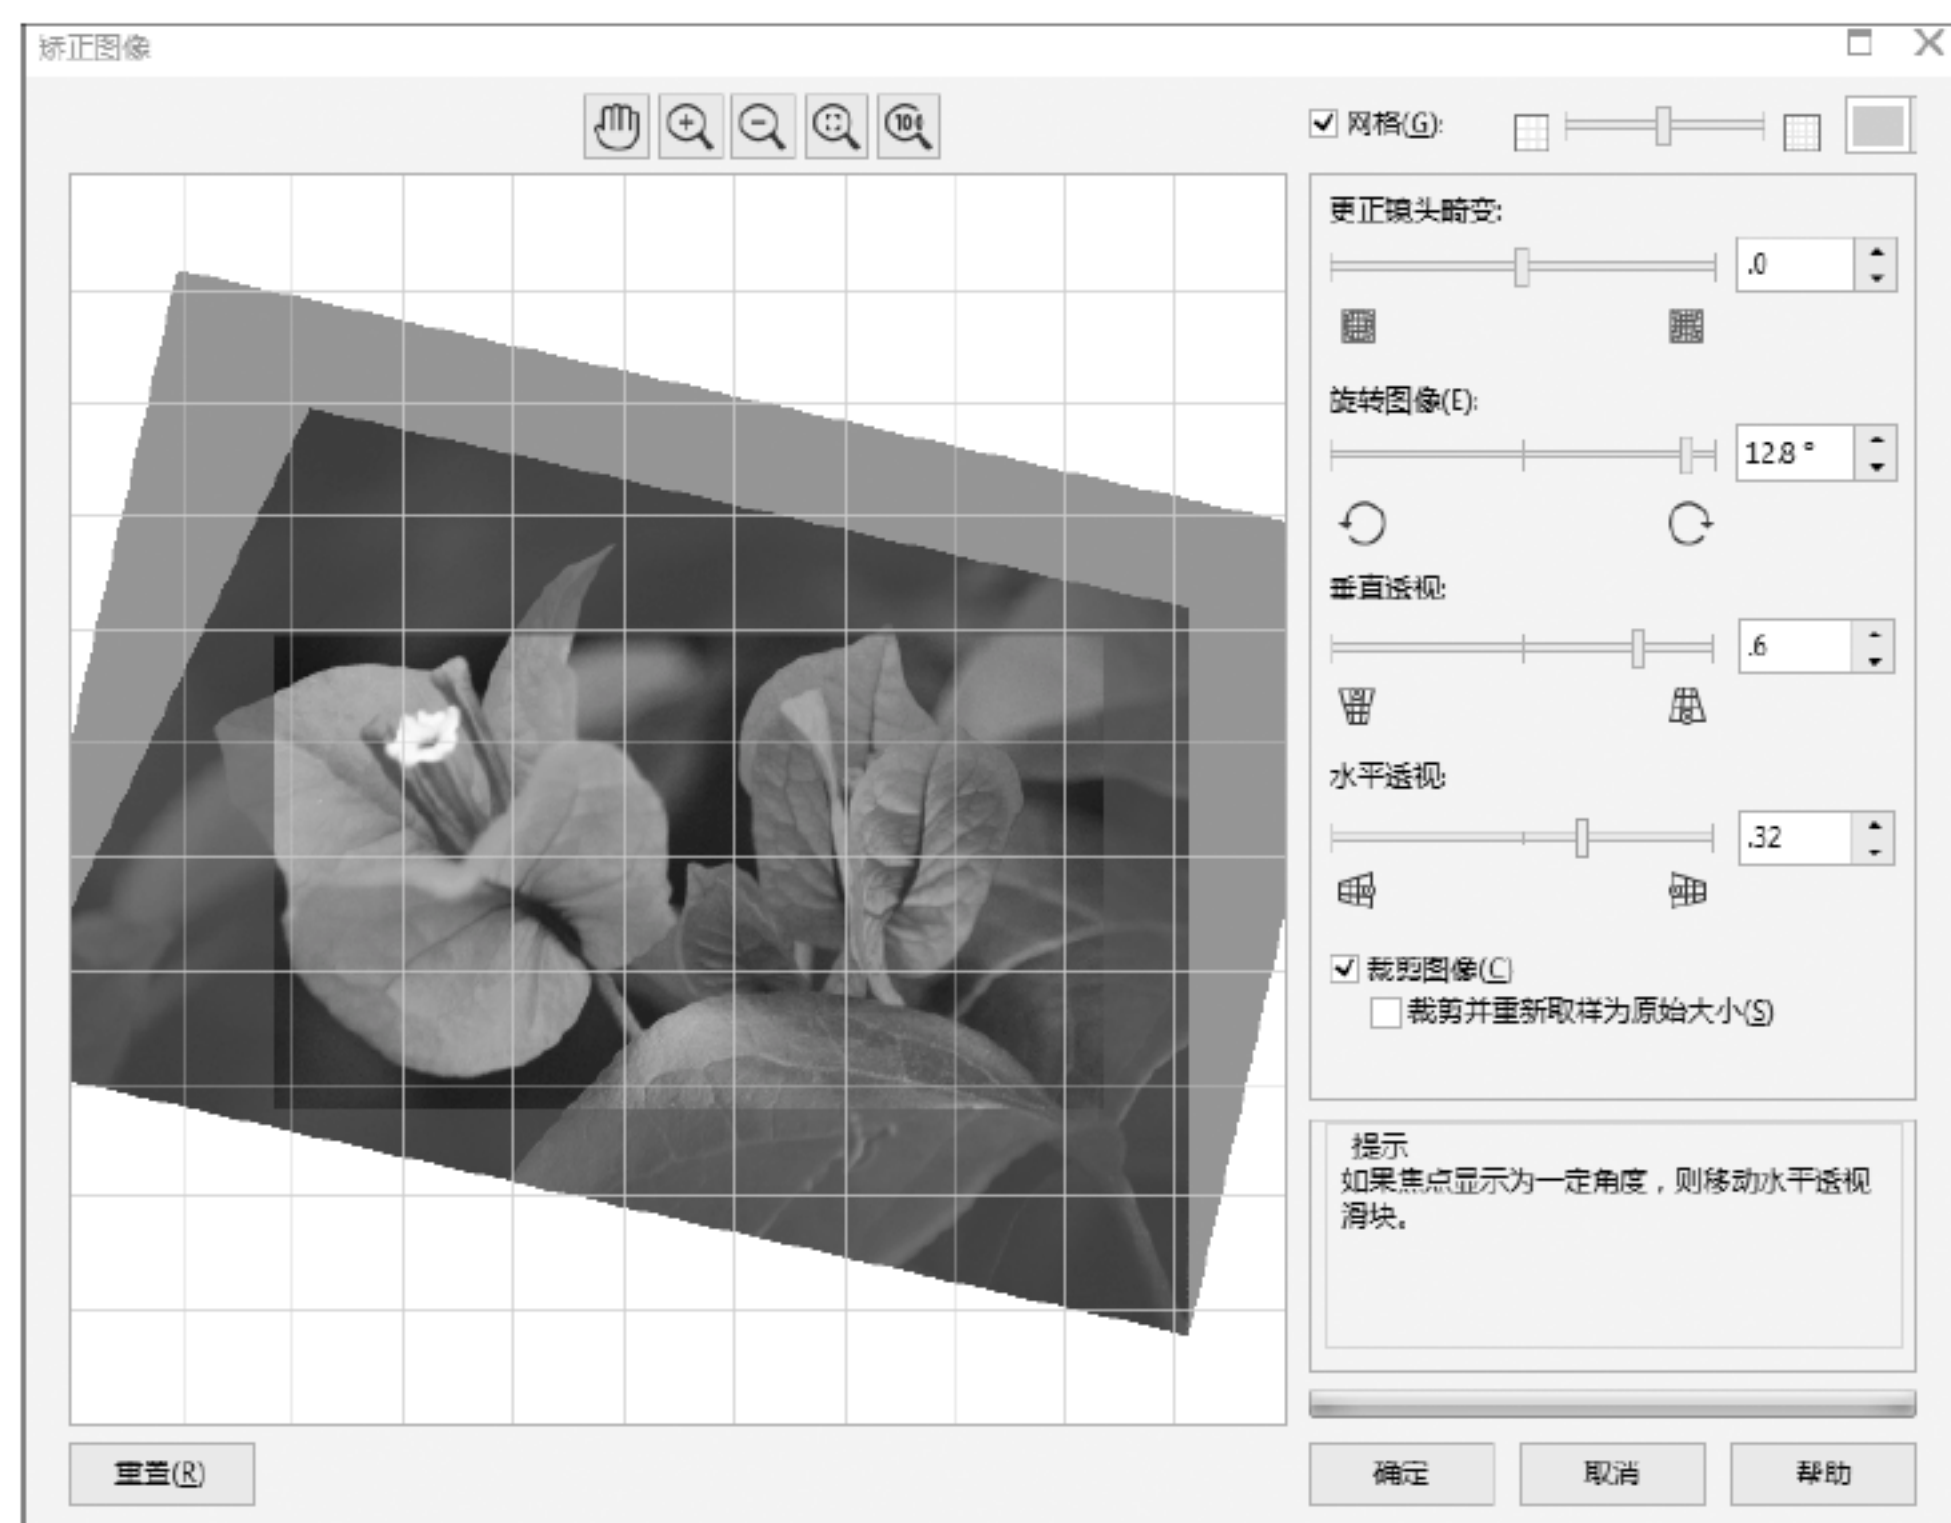 矫正图像
100
网格(G):
更正镜头畸变:
.0
旋转图像(E):
12.8 °
垂直透视:
.6
水平透视:
.32
裁剪图像(C)
裁剪并重新取样为原始大小(S)
提示
如果焦点显示为一定角度，则移动水平透视
滑块。
重置(R)
确定
取消
帮助